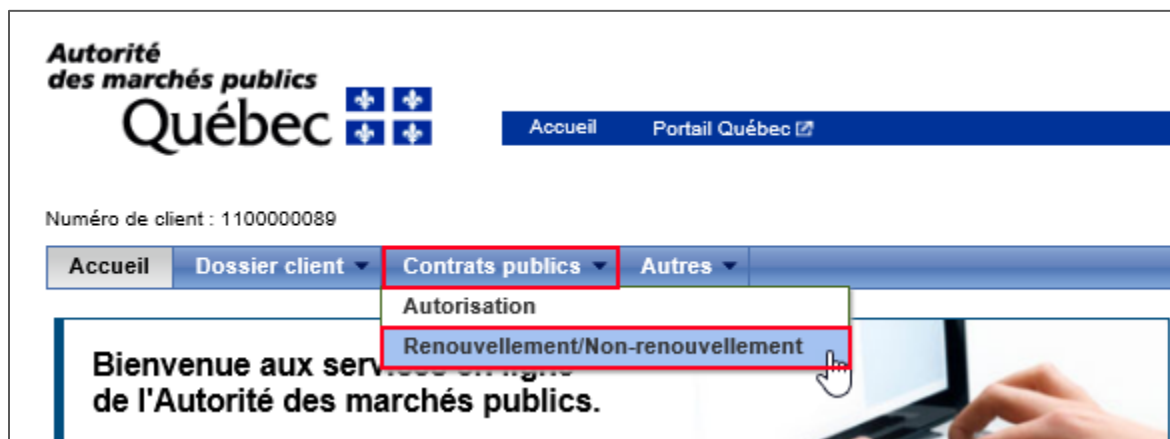 Autorité
des marchés publics
Québec
Accueil Portail Québec
Numéro de client : 1100000089
Accueil Dossier client Contrats publics Autres
Autorisation
Renouvellement/Non-renouvellement
Bienvenue aux services en ligne
de l'Autorité des marchés publics.